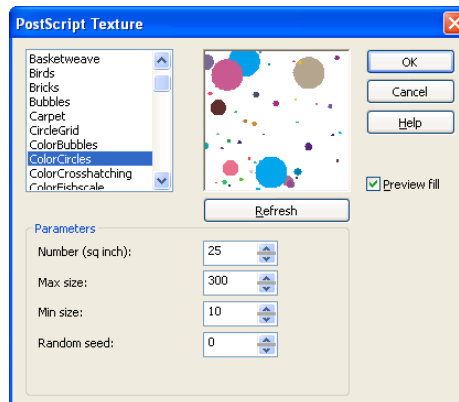 PostScript Texture
Basketweave
Birds
Bricks
Bubbles
Carpet
CircleGrid
ColorBubbles
ColorCircles
ColorCrosshatching
ColorFishscale
OK
Cancel
Help
Preview fill
Refresh
Parameters
Number (sq inch): 25
Max size: 300
Min size: 10
Random seed: 0